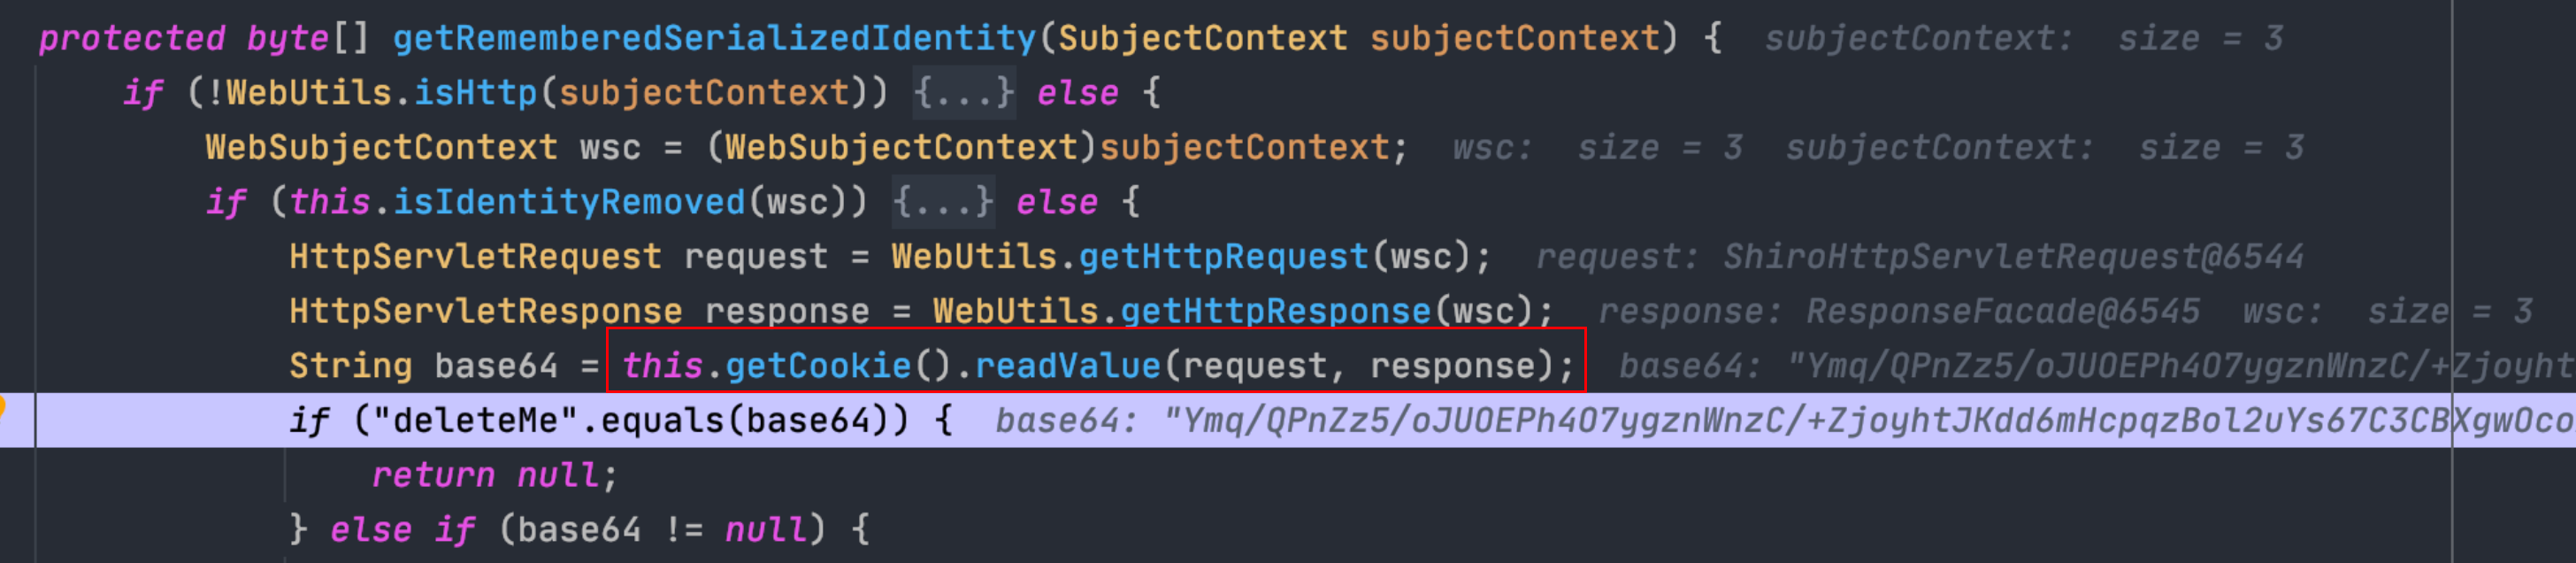 protected byte[] getRememberedSerializedIdentity(SubjectContext subjectContext) {  subjectContext:  size = 3
if (!WebUtils.isHttp(subjectContext)) {...} else {
WebSubjectContext wsc = (WebSubjectContext)subjectContext;  wsc:  size = 3  subjectContext:  size = 3
if (this.isIdentityRemoved(wsc)) {...} else {
HttpServletRequest request = WebUtils.getHttpRequest(wsc);  request: ShiroHttpServletRequest@6544
HttpServletResponse response = WebUtils.getHttpResponse(wsc);  response: ResponseFacade@6545  wsc:  size = 3
String base64 = this.getCookie().readValue(request, response);  base64: "Ymq/QPnZz5/oJUOEPh4O7ygznWnzC/+Zjoyht
if ("deleteMe".equals(base64)) {  base64: "Ymq/QPnZz5/oJUOEPh4O7ygznWnzC/+ZjoyhtJKdd6mHcpqzBol2uYs67C3CBXgwOco
return null;
} else if (base64 != null) {